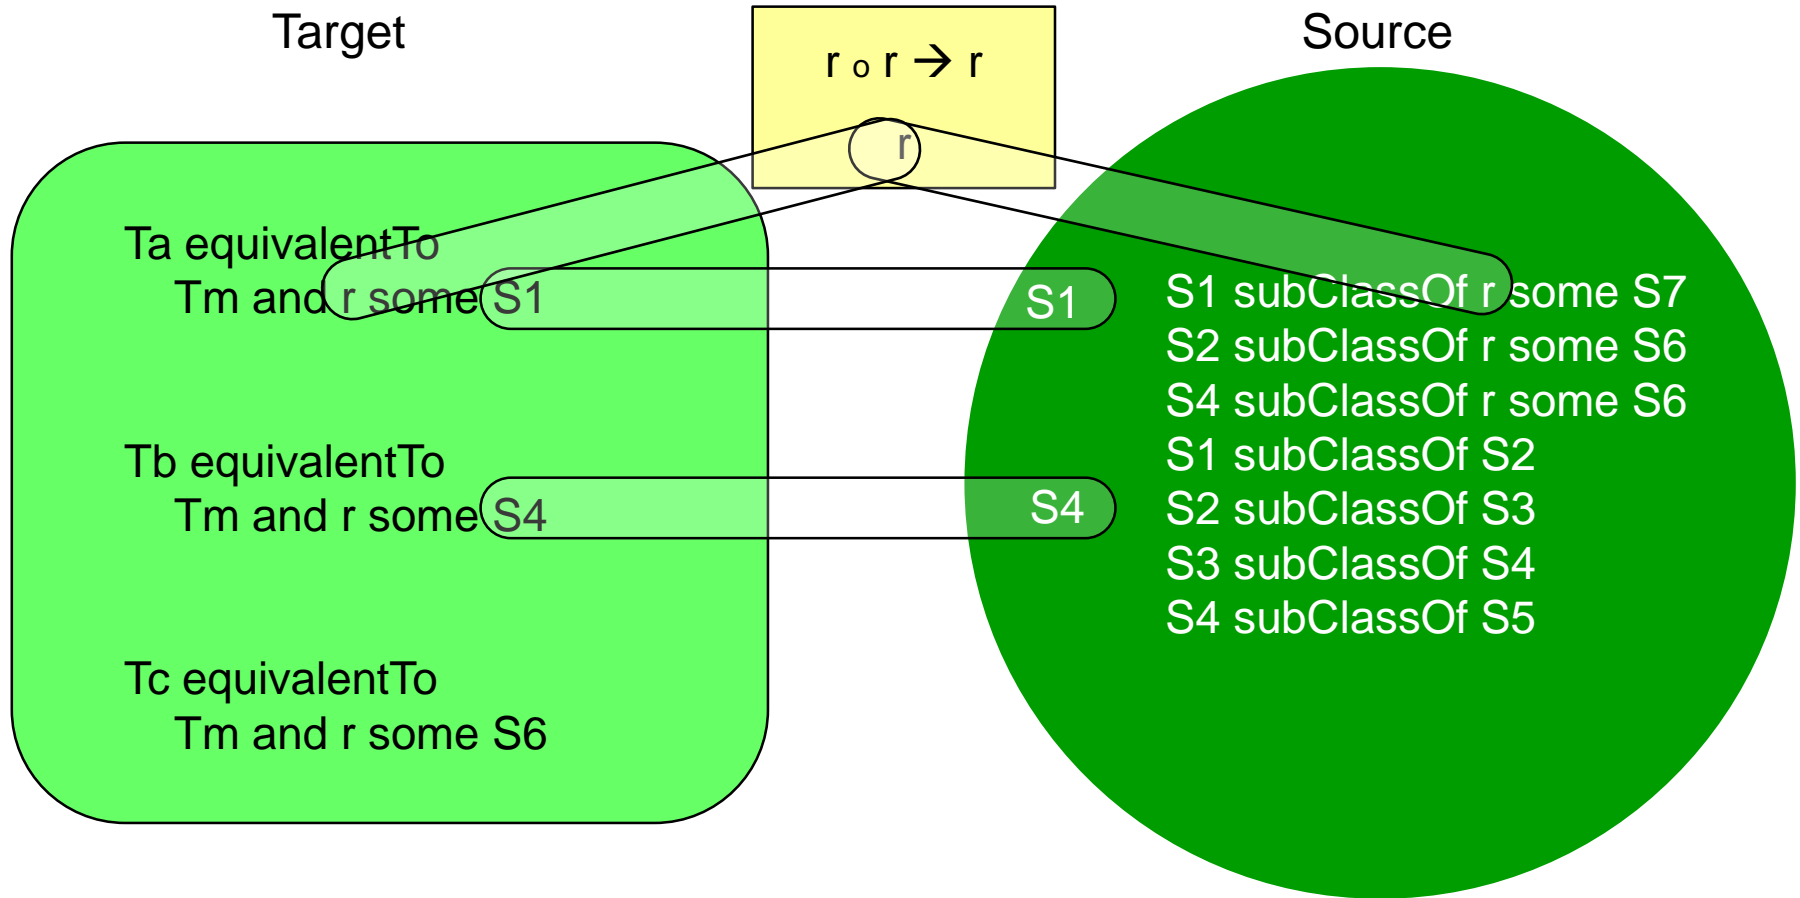 Target
r o r → r
r
Source
Ta equivalentTo
Tm and r some S1
Tb equivalentTo
Tm and r some S4
Tc equivalentTo
Tm and r some S6
S1
S4
S1 subClassOf r some S7
S2 subClassOf r some S6
S4 subClassOf r some S6
S1 subClassOf S2
S2 subClassOf S3
S3 subClassOf S4
S4 subClassOf S5